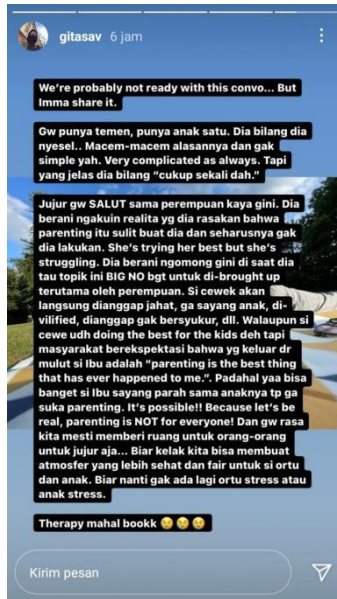 gitasav 6 jam
We're probably not ready with this convo... But
Imma share it.
Gw punya temen, punya anak satu. Dia bilang dia
nyesel.. Macem-macem alasannya dan gak
simple yah. Very complicated as always. Tapi
yang jelas dia bilang “cukup sekali dah.”
Jujur gw SALUT sama perempuan kaya gini. Dia
berani ngakuin realita yg dia rasakan bahwa
parenting itu sulit buat dia dan seharusnya gak
dia lakukan. She's trying her best but she's
struggling. Dia berani ngomong gini di saat dia
tau topik ini BIG NO bgt untuk di-brought up
terutama oleh perempuan. Si cewek akan
langsung dianggap jahat, ga sayang anak, di-
vilified, dianggap gak bersyukur, dll. Walaupun si
cewe udh doing the best for the kids deh tapi
masyarakat berekspektasi bahwa yg keluar dr
mulut si Ibu adalah “parenting is the best thing
that has ever happened to me.”. Padahal yaa bisa
banget si Ibu sayang parah sama anaknya tp ga
suka parenting. It's possible!! Because let's be
real, parenting is NOT for everyone! Dan gw rasa
kita mesti memberi ruang untuk orang-orang
untuk jujur aja... Biar kelak kita bisa membuat
atmosfer yang lebih sehat dan fair untuk si ortu
dan anak. Biar nanti gak ada lagi ortu stress atau
anak stress.
Therapy mahal bookk 😢😢😢
Kirim pesan